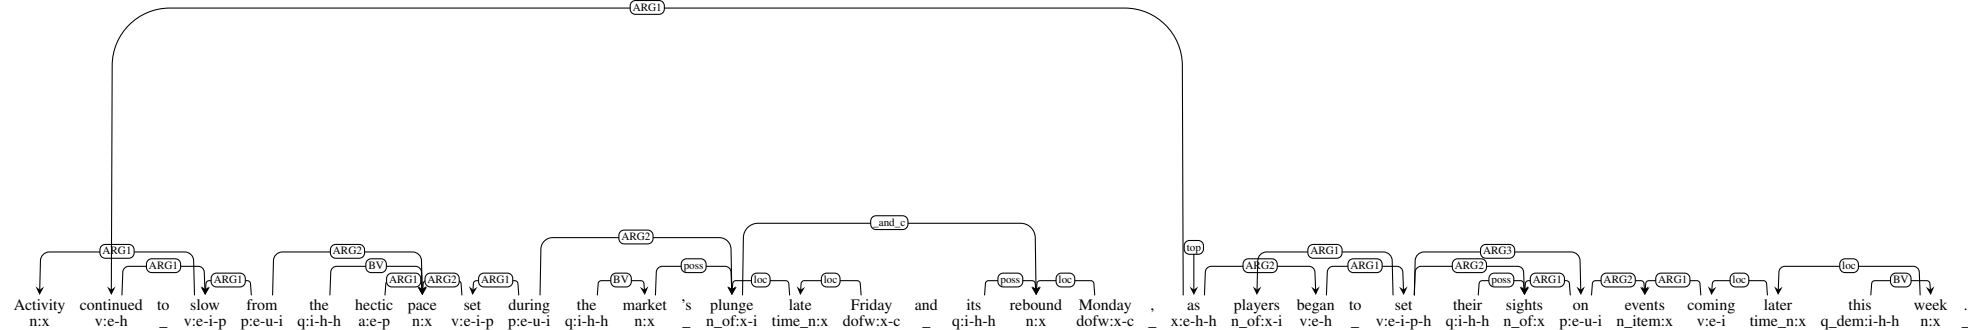 ARG1
_and_c
ARG2 top
ARG1 ARG2 ARG1 ARG3 
ARG1 BV poss ARG2 ARG1 ARG2 loc
ARG1 ARG1 ARG2 ARG1 BV loc loc poss loc poss ARG1 ARG2 ARG1 loc BV
Activity continued to slow from the hectic pace set during the market 's plunge late Friday and its rebound Monday , as players began to set their sights on events coming later this week .
n:x v:e-h _ v:e-i-p p:e-u-i q:i-h-h a:e-p n:x v:e-i-p p:e-u-i q:i-h-h n:x _ n_of:x-i time_n:x dofw:x-c _ q:i-h-h n:x dofw:x-c _ x:e-h-h n_of:x-i v:e-h _ v:e-i-p-h q:i-h-h n_of:x p:e-u-i n_item:x v:e-i time_n:x q_dem:i-h-h n:x _